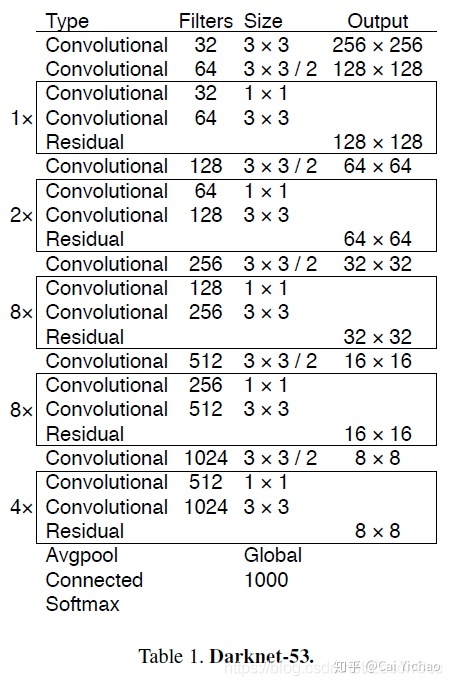 Type Filters Size Output
Convolutional 32 3 × 3 256 × 256
Convolutional 64 3 × 3 / 2 128 × 128
Convolutional 32 1 × 1
1× Convolutional 64 3 × 3
Residual 128 × 128
Convolutional 128 3 × 3 / 2 64 × 64
Convolutional 64 1 × 1
2× Convolutional 128 3 × 3
Residual 64 × 64
Convolutional 256 3 × 3 / 2 32 × 32
Convolutional 128 1 × 1
8× Convolutional 256 3 × 3
Residual 32 × 32
Convolutional 512 3 × 3 / 2 16 × 16
Convolutional 256 1 × 1
8× Convolutional 512 3 × 3
Residual 16 × 16
Convolutional 1024 3 × 3 / 2 8 × 8
Convolutional 512 1 × 1
4× Convolutional 1024 3 × 3
Residual 8 × 8
Avgpool Global
Connected 1000
Softmax
Table 1. Darknet-53.
知乎 @Cai Yichao